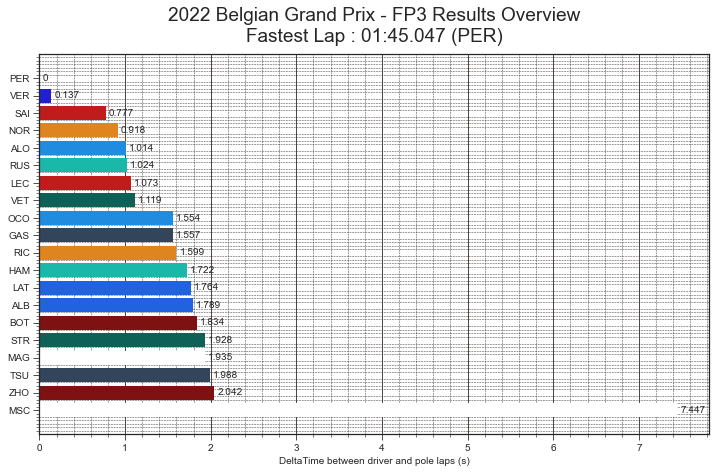 2022 Belgian Grand Prix - FP3 Results Overview
Fastest Lap : 01:45.047 (PER)
PER 0
VER 0.137
SAI 0.777
NOR 0.918
ALO 1.014
RUS 1.024
LEC 1.073
VET 1.119
OCO 1.554
GAS 1.557
RIC 1.599
HAM 1.722
LAT 1.764
ALB 1.789
BOT 1.834
STR 1.928
MAG 1.935
TSU 1.988
ZHO 2.042
MSC 7.447
0 1 2 3 4 5 6 7
DeltaTime between driver and pole laps (s)